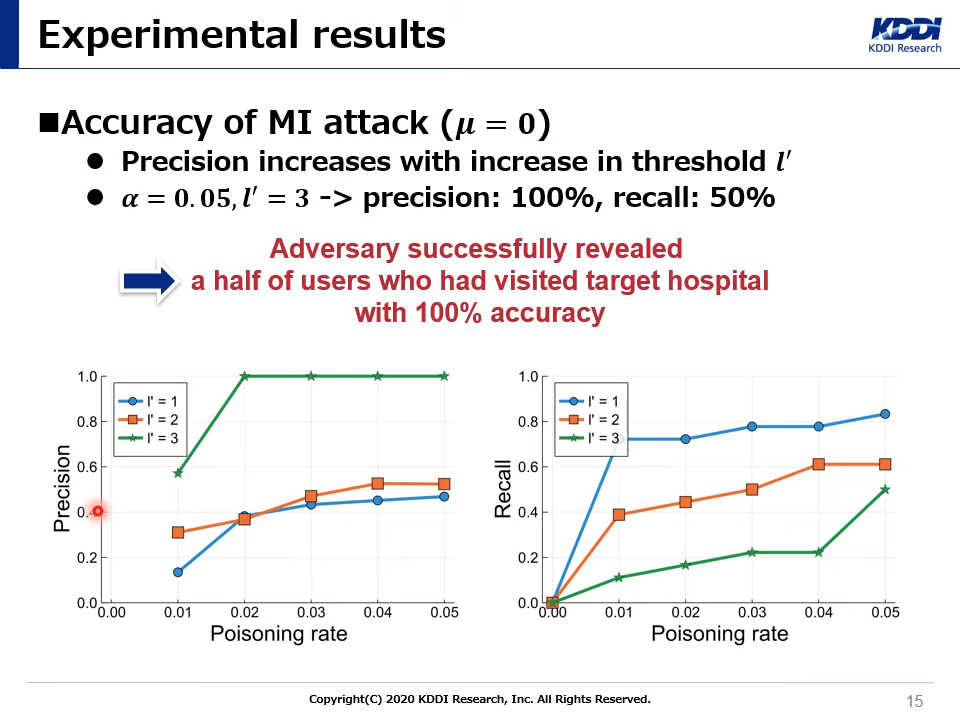 Experimental results
KDDI
KDDI Research
■Accuracy of MI attack (𝝁 = 𝟎)
● Precision increases with increase in threshold 𝒍′
● 𝜶 = 𝟎.𝟎𝟓, 𝒍′ = 𝟑 -> precision: 100%, recall: 50%
Adversary successfully revealed
a half of users who had visited target hospital
with 100% accuracy
Precision
1.0
0.8
0.6
0.4
0.2
0.0
l' = 1
l' = 2
l' = 3
0.00 0.01 0.02 0.03 0.04 0.05
Poisoning rate
Recall
1.0
0.8
0.6
0.4
0.2
0.0
l' = 1
l' = 2
l' = 3
0.00 0.01 0.02 0.03 0.04 0.05
Poisoning rate
Copyright(C) 2020 KDDI Research, Inc. All Rights Reserved.
15